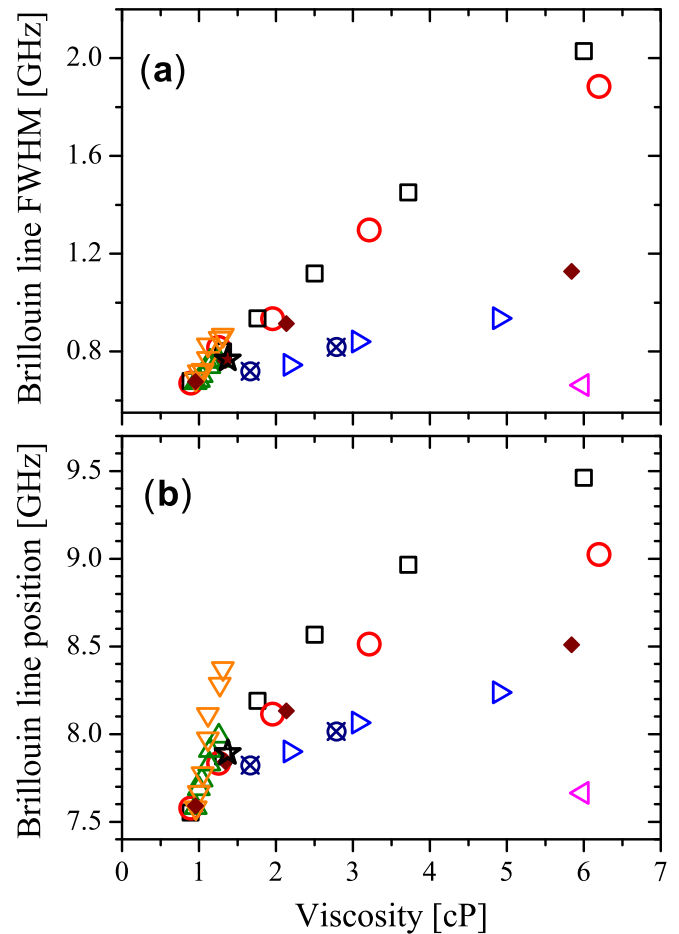 (a)
Brillouin line FWHM [GHz]
2.0
1.6
1.2
0.8
(b)
Brillouin line position [GHz]
9.5
9.0
8.5
8.0
7.5
0 1 2 3 4 5 6 7
Viscosity [cP]